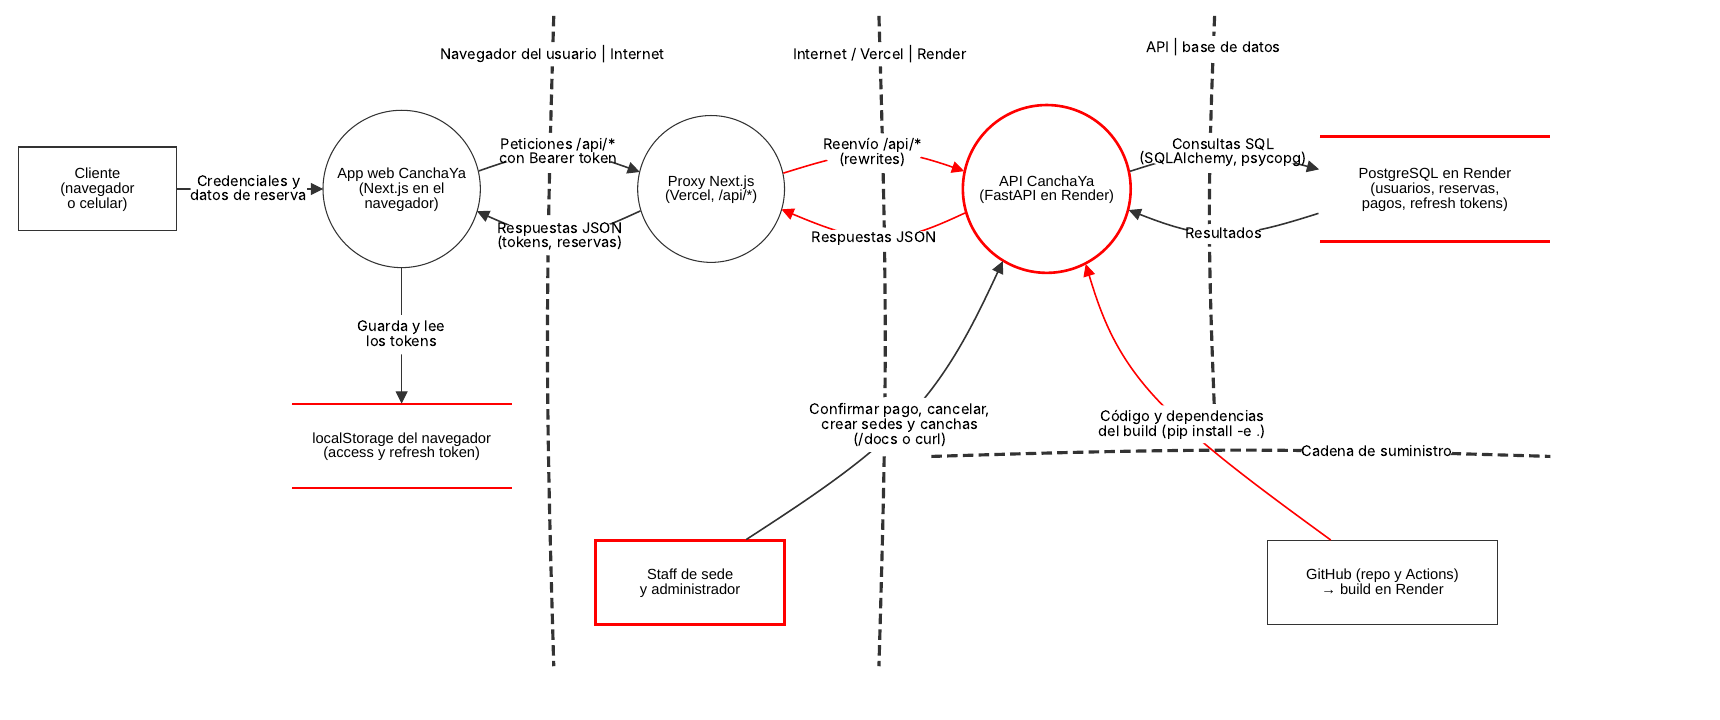 Navegador del usuario | Internet
Internet / Vercel | Render
API | base de datos
Cliente
(navegador
o celular)
Credenciales y
datos de reserva
App web CanchaYa
(Next.js en el
navegador)
Peticiones /api/*
con Bearer token
Respuestas JSON
(tokens, reservas)
Proxy Next.js
(Vercel, /api/*)
Reenvío /api/*
(rewrites)
Respuestas JSON
API CanchaYa
(FastAPI en Render)
Consultas SQL
(SQLAlchemy, psycopg)
Resultados
PostgreSQL en Render
(usuarios, reservas,
pagos, refresh tokens)
Guarda y lee
los tokens
localStorage del navegador
(access y refresh token)
Confirmar pago, cancelar,
crear sedes y canchas
(/docs o curl)
Código y dependencias
del build (pip install -e .)
Cadena de suministro
Staff de sede
y administrador
GitHub (repo y Actions)
→ build en Render